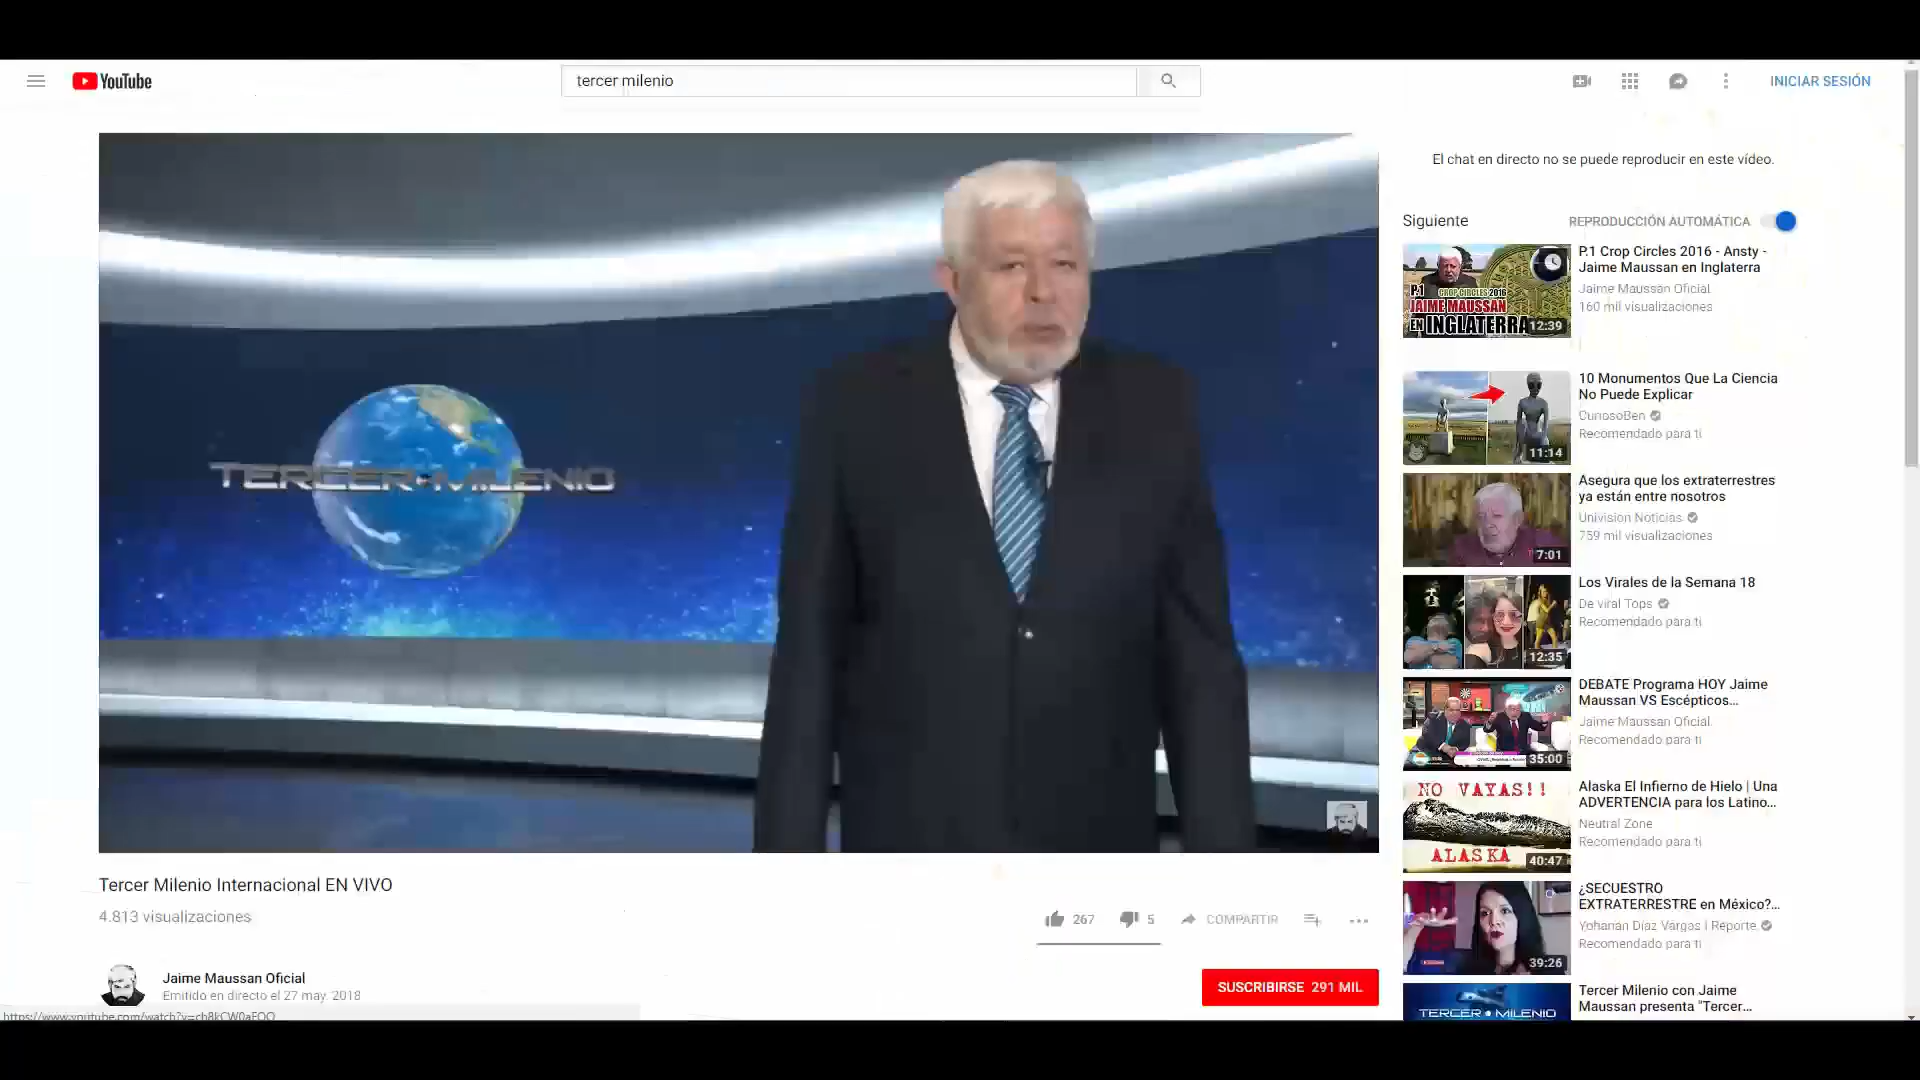 YouTube
tercer milenio
INICIAR SESIÓN
TERCER MILENIO
El chat en directo no se puede reproducir en este vídeo.
Siguiente
REPRODUCCIÓN AUTOMÁTICA
P.1
CROP CIRCLES 2016
JAIME MAUSSAN
EN INGLATERRA
12:39
P.1 Crop Circles 2016 - Ansty -
Jaime Maussan en Inglaterra
Jaime Maussan Oficial
160 mil visualizaciones
11:14
10 Monumentos Que La Ciencia
No Puede Explicar
CuriosoBen
Recomendado para ti
7:01
Asegura que los extraterrestres
ya están entre nosotros
Univision Noticias
759 mil visualizaciones
12:35
Los Virales de la Semana 18
De viral Tops
Recomendado para ti
35:00
DEBATE Programa HOY Jaime
Maussan VS Escépticos...
Jaime Maussan Oficial
Recomendado para ti
NO VAYAS!!
ALASKA
40:47
Alaska El Infierno de Hielo | Una
ADVERTENCIA para los Latino...
Neutral Zone
Recomendado para ti
39:26
¿SECUESTRO
EXTRATERRESTRE en México?...
Yohanan Díaz Vargas | Reporte
Recomendado para ti
TERCER MILENIO
Tercer Milenio con Jaime
Maussan presenta "Tercer...
Tercer Milenio Internacional EN VIVO
4.813 visualizaciones
267
5
COMPARTIR
Jaime Maussan Oficial
Emitido en directo el 27 may. 2018
SUSCRIBIRSE 291 MIL